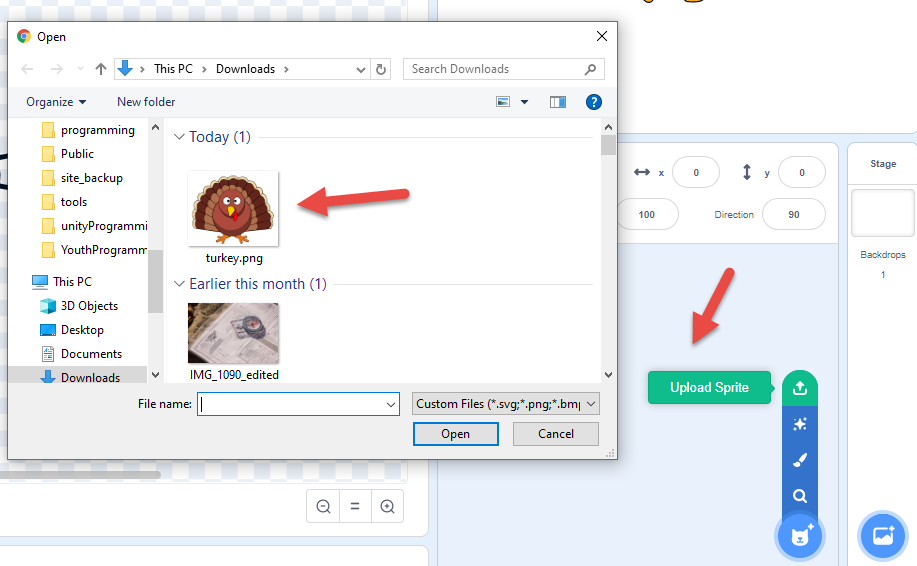 Open
This PC
Downloads
Search Downloads
Organize
New folder
programming
Public
site_backup
tools
unityProgrammi
YouthProgramm
This PC
3D Objects
Desktop
Documents
Downloads
Today (1)
turkey.png
Earlier this month (1)
IMG_1090_edited
File name:
Custom Files (*.svg;*.png;*.bmp
Open
Cancel
x
0
y
0
100
Direction
90
Stage
Backdrops
1
Upload Sprite